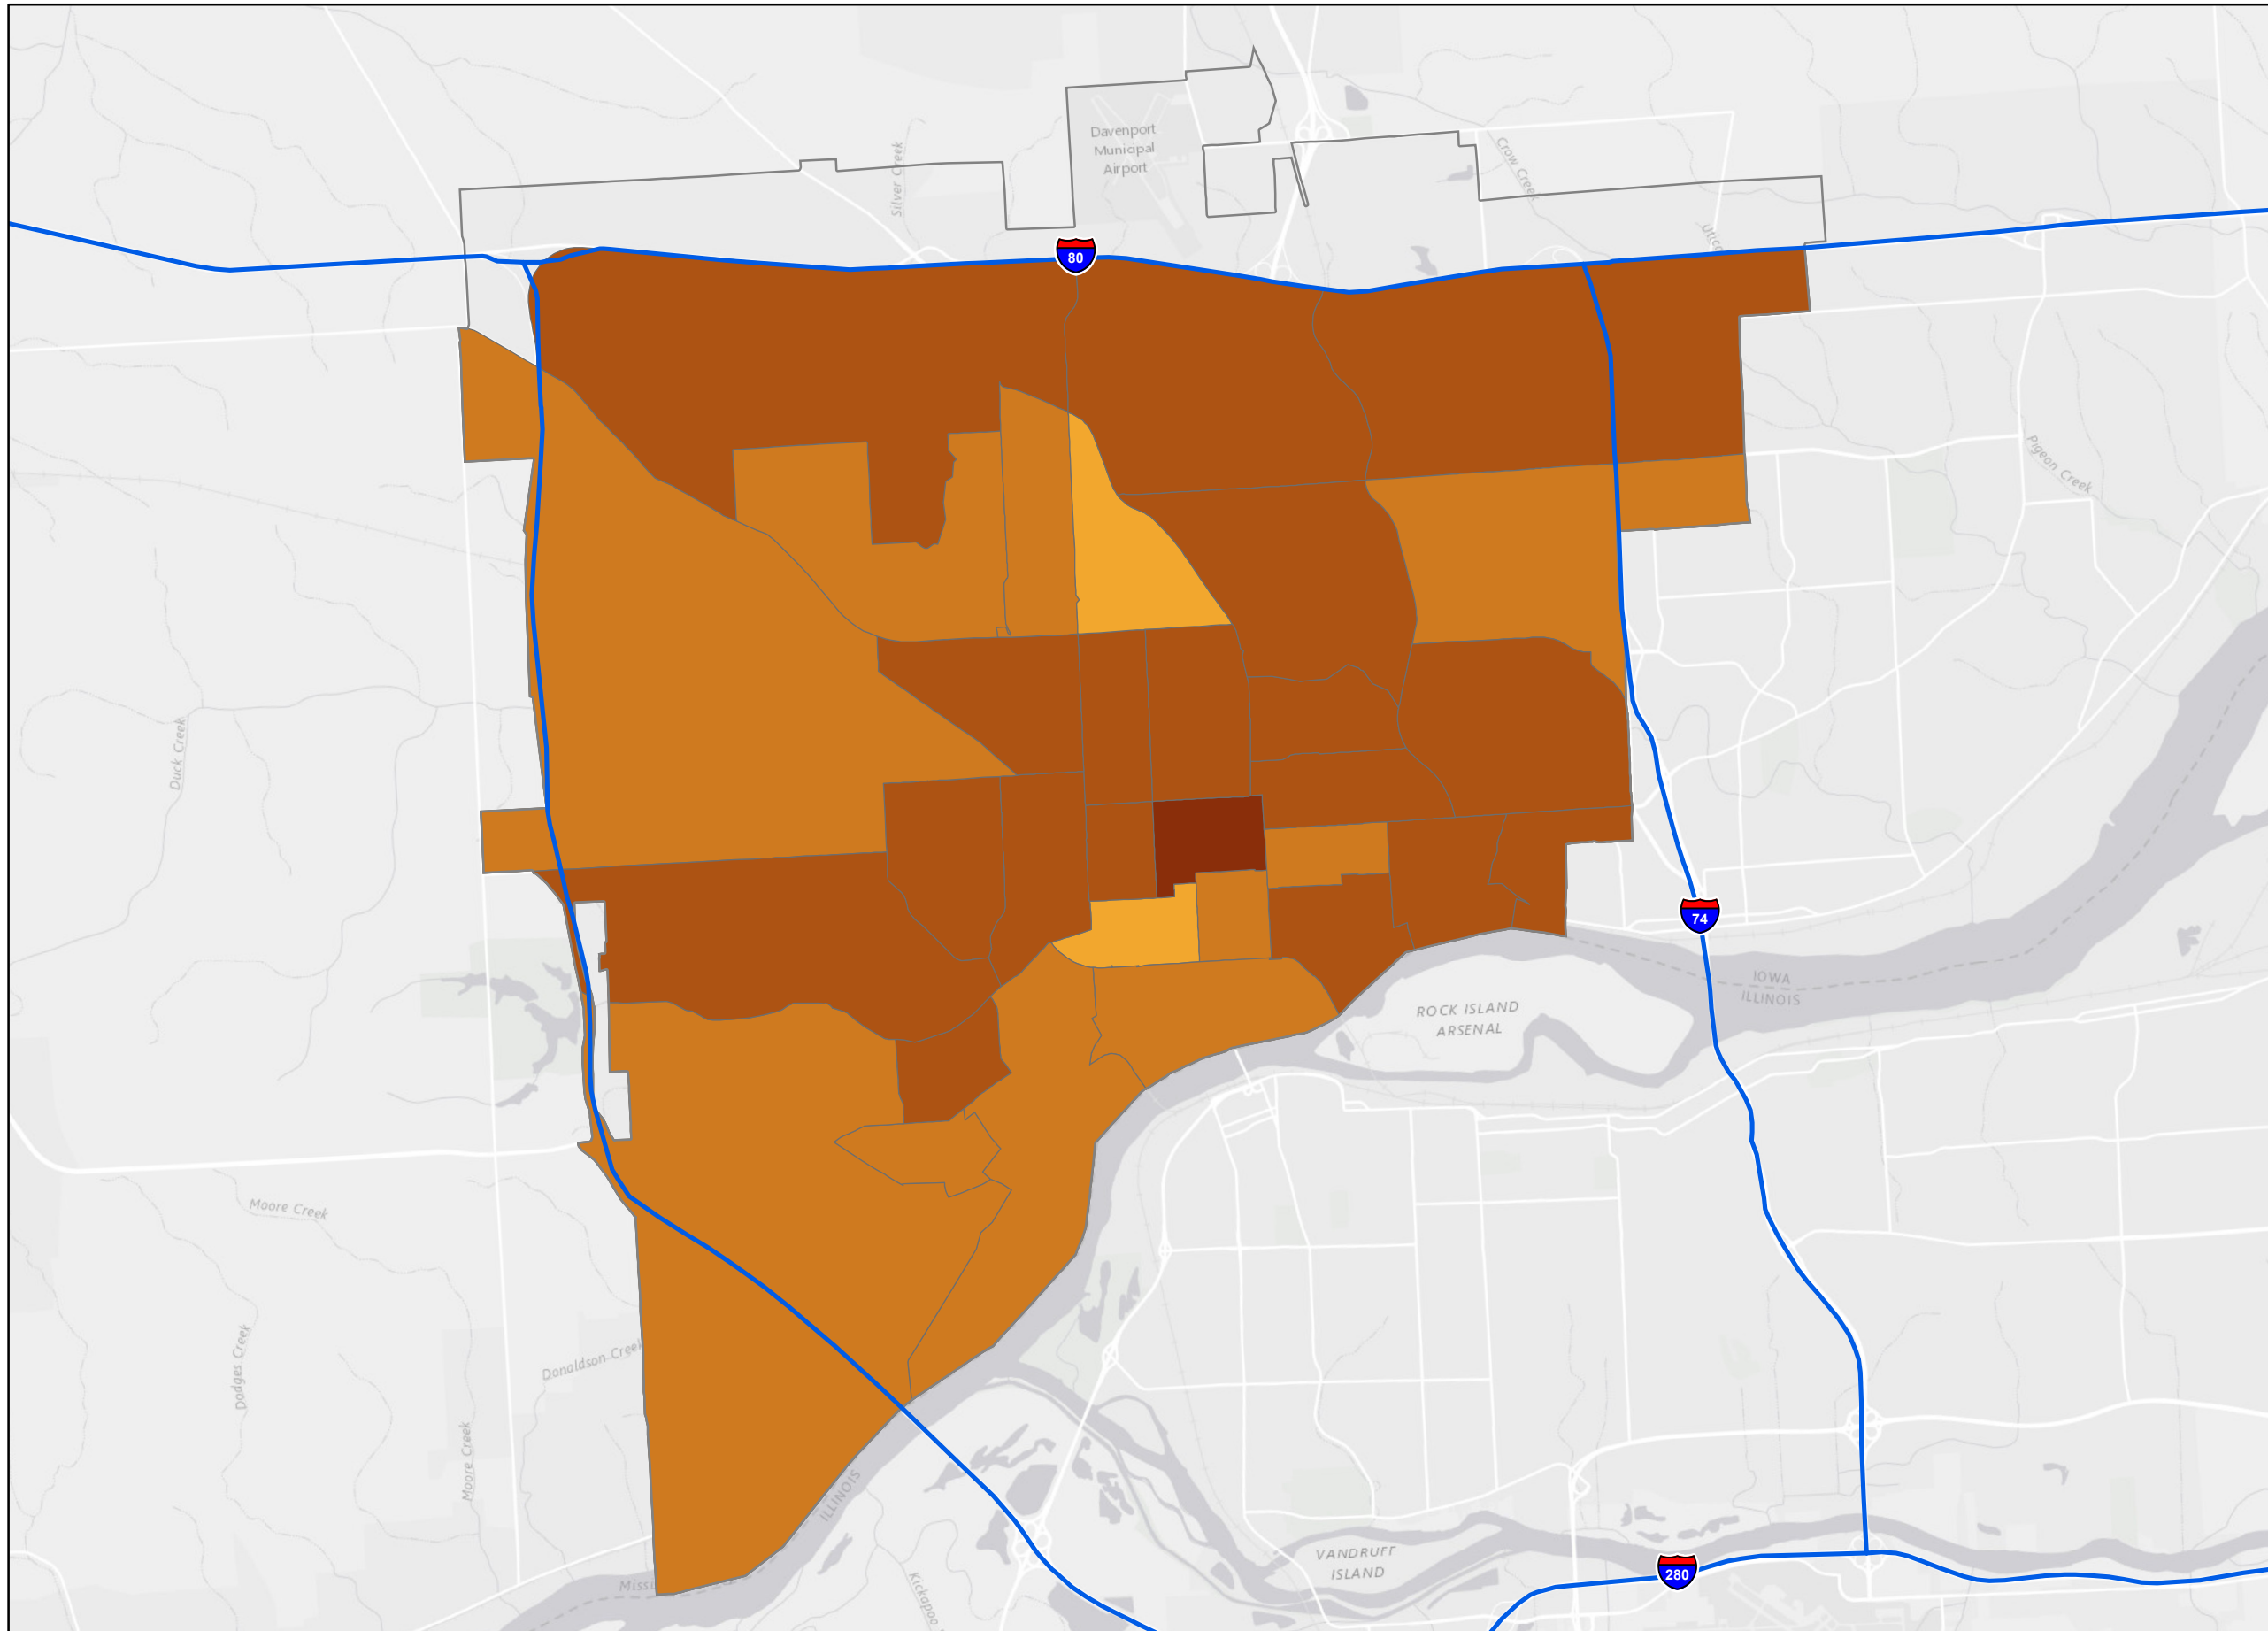 Davenport
Municipal
Airport
Silver Creek
Crow Creek
80
Pigeon Creek
Duck Creek
74
IOWA
ILLINOIS
ROCK ISLAND
ARSENAL
Moore Creek
Dodges Creek
Donaldson Creek
Moore Creek
ILLINOIS
VANDRUFF
ISLAND
280
Kickapoo